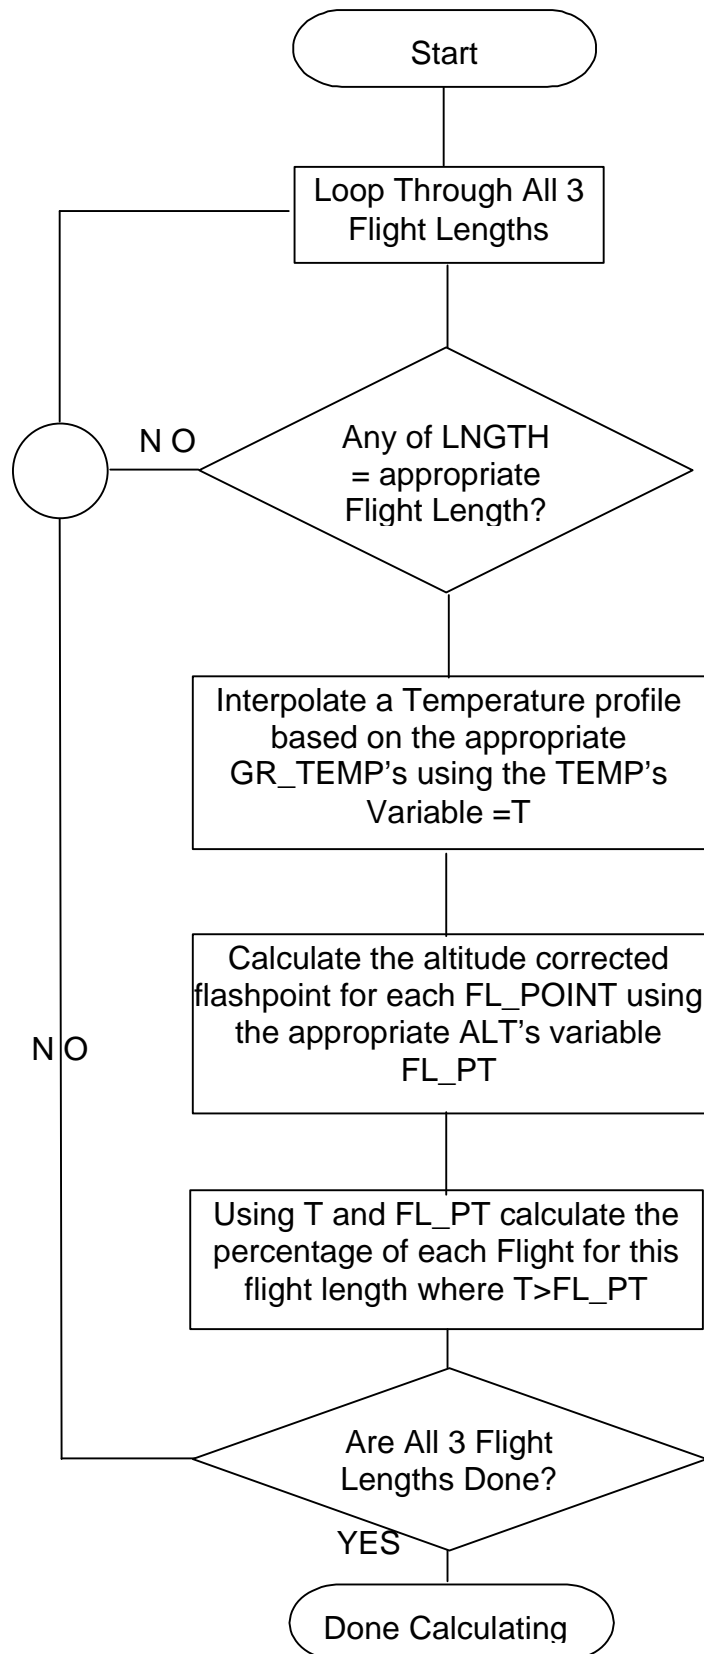 Start
Loop Through All 3
Flight Lengths
N O
Any of LNGTH
= appropriate
Flight Length?
Interpolate a Temperature profile
based on the appropriate
GR_TEMP's using the TEMP's
Variable =T
Calculate the altitude corrected
flashpoint for each FL_POINT using
the appropriate ALT's variable
FL_PT
N O
Using T and FL_PT calculate the
percentage of each Flight for this
flight length where T>FL_PT
Are All 3 Flight
Lengths Done?
YES
Done Calculating